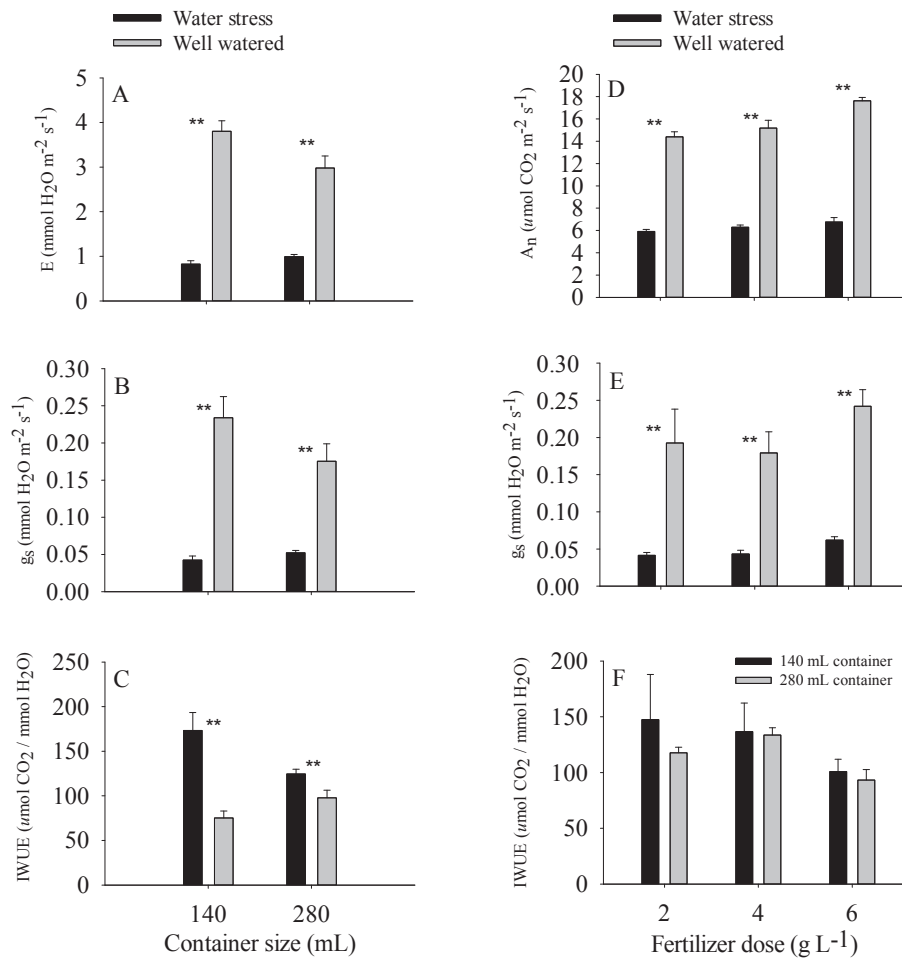 Water stress
Well watered
A
E (mmol H2O m-2 s-1)
5
4
3
2
1
0
**
**
B
gs (mmol H2O m-2 s-1)
0.30
0.25
0.20
0.15
0.10
0.05
0.00
**
**
C
IWUE (umol CO2 / mmol H2O)
250
200
150
100
50
0
**
**
140
280
Container size (mL)
Water stress
Well watered
D
An (umol CO2 m-2 s-1)
20
18
16
14
12
10
8
6
4
2
0
**
**
**
E
gs (mmol H2O m-2 s-1)
0.30
0.25
0.20
0.15
0.10
0.05
0.00
**
**
**
F
140 mL container
280 mL container
IWUE (umol CO2 / mmol H2O)
200
150
100
50
0
2
4
6
Fertilizer dose (g L-1)